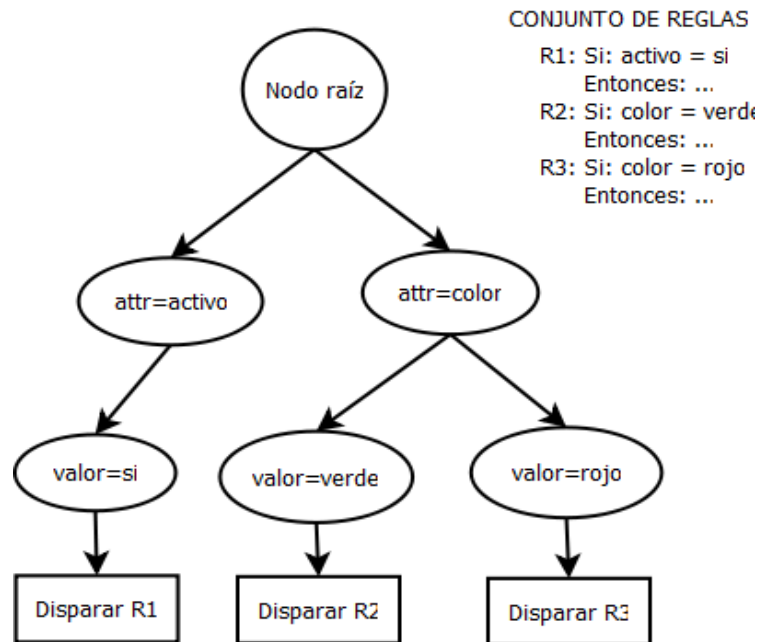 CONJUNTO DE REGLAS
R1: Si: activo = si
Entonces: ...
R2: Si: color = verde
Entonces: ...
R3: Si: color = rojo
Entonces: ...
Nodo raíz
attr=activo
attr=color
valor=si
valor=verde
valor=rojo
Disparar R1
Disparar R2
Disparar R3